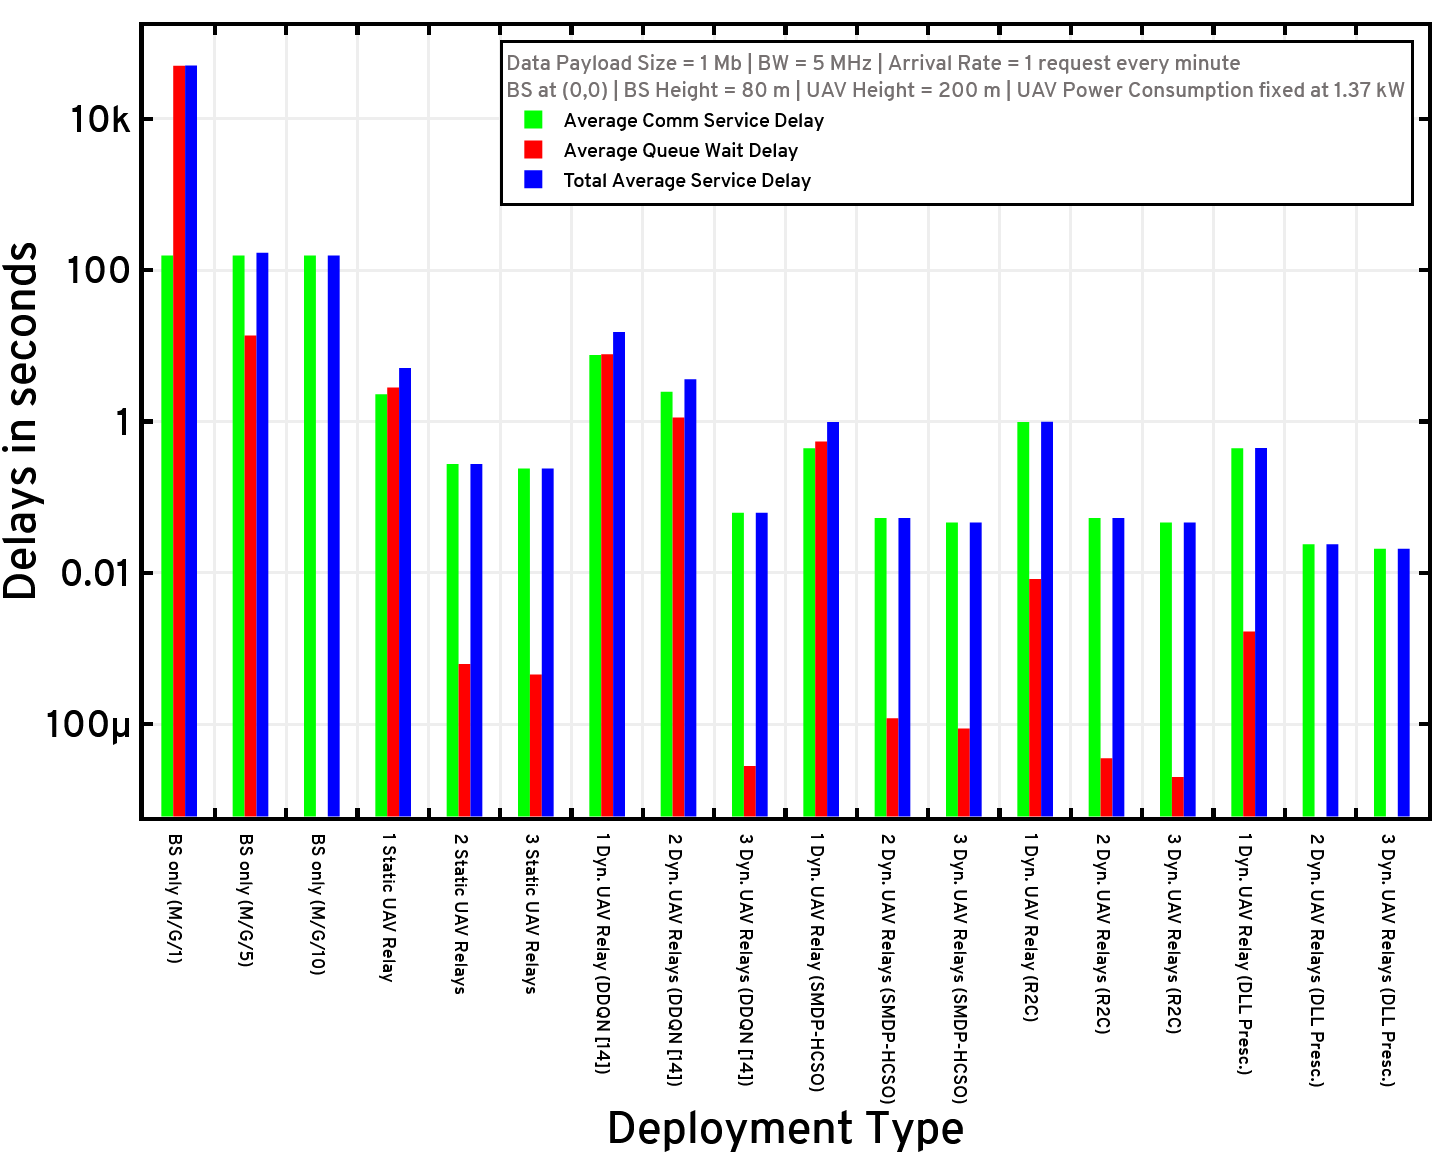 Data Payload Size = 1 Mb | BW = 5 MHz | Arrival Rate = 1 request every minute
BS at (0,0) | BS Height = 80 m | UAV Height = 200 m | UAV Power Consumption fixed at 1.37 kW
Average Comm Service Delay
Average Queue Wait Delay
Total Average Service Delay
Delays in seconds
10k
100
1
0.01
100μ
BS only (M/G/1)
BS only (M/G/5)
BS only (M/G/10)
1 Static UAV Relay
2 Static UAV Relays
3 Static UAV Relays
1 Dyn. UAV Relay (DDQN [14])
2 Dyn. UAV Relays (DDQN [14])
3 Dyn. UAV Relays (DDQN [14])
1 Dyn. UAV Relay (SMDP-HCSO)
2 Dyn. UAV Relays (SMDP-HCSO)
3 Dyn. UAV Relays (SMDP-HCSO)
1 Dyn. UAV Relay (R2C)
2 Dyn. UAV Relays (R2C)
3 Dyn. UAV Relays (R2C)
1 Dyn. UAV Relay (DLL Presc.)
2 Dyn. UAV Relays (DLL Presc.)
3 Dyn. UAV Relays (DLL Presc.)
Deployment Type